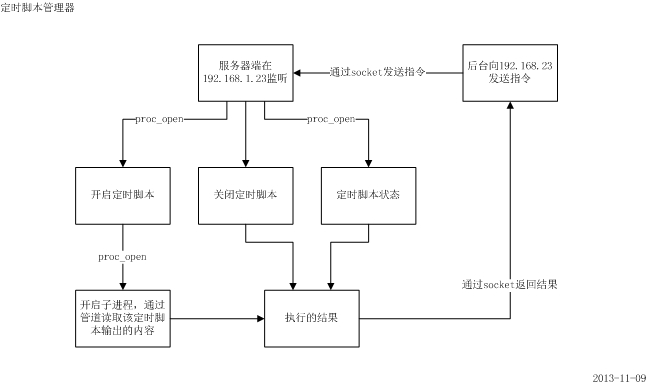 定时脚本管理器
服务器端在
192.168.1.23监听
通过socket发送指令
后台向192.168.23
发送指令
proc_open
proc_open
开启定时脚本
关闭定时脚本
定时脚本状态
proc_open
通过socket返回结果
开启子进程，通过
管道读取该定时脚
本输出的内容
执行的结果
2013-11-09